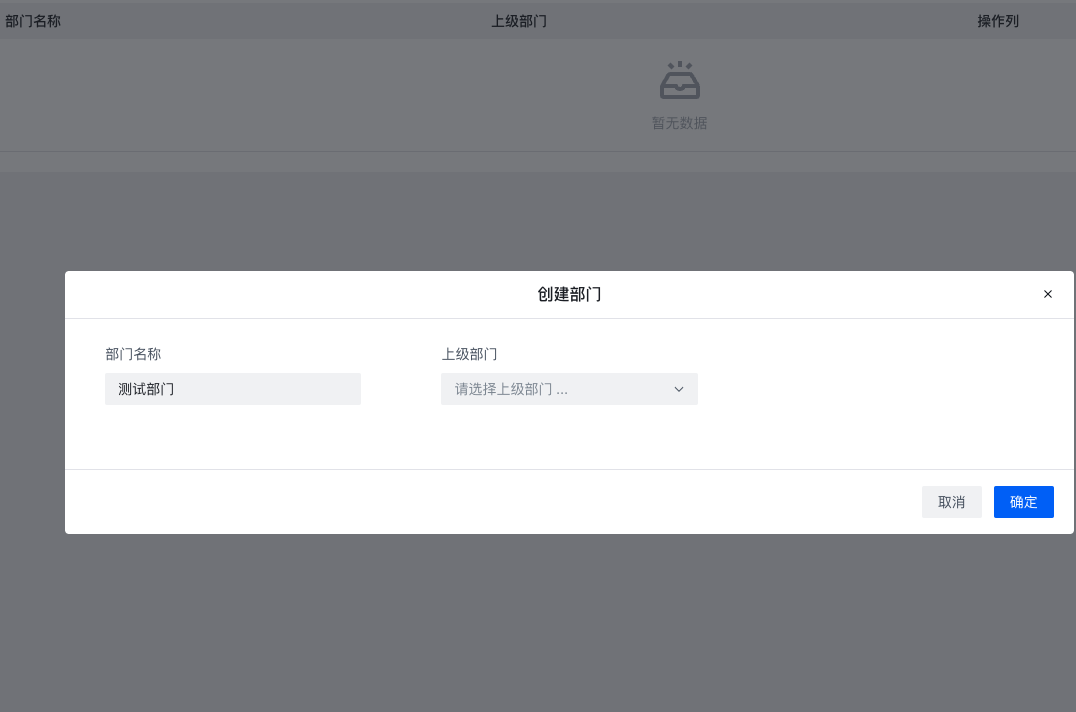 部门名称 上级部门 操作列
暂无数据
创建部门
部门名称 上级部门
测试部门 请选择上级部门 ...
取消 确定